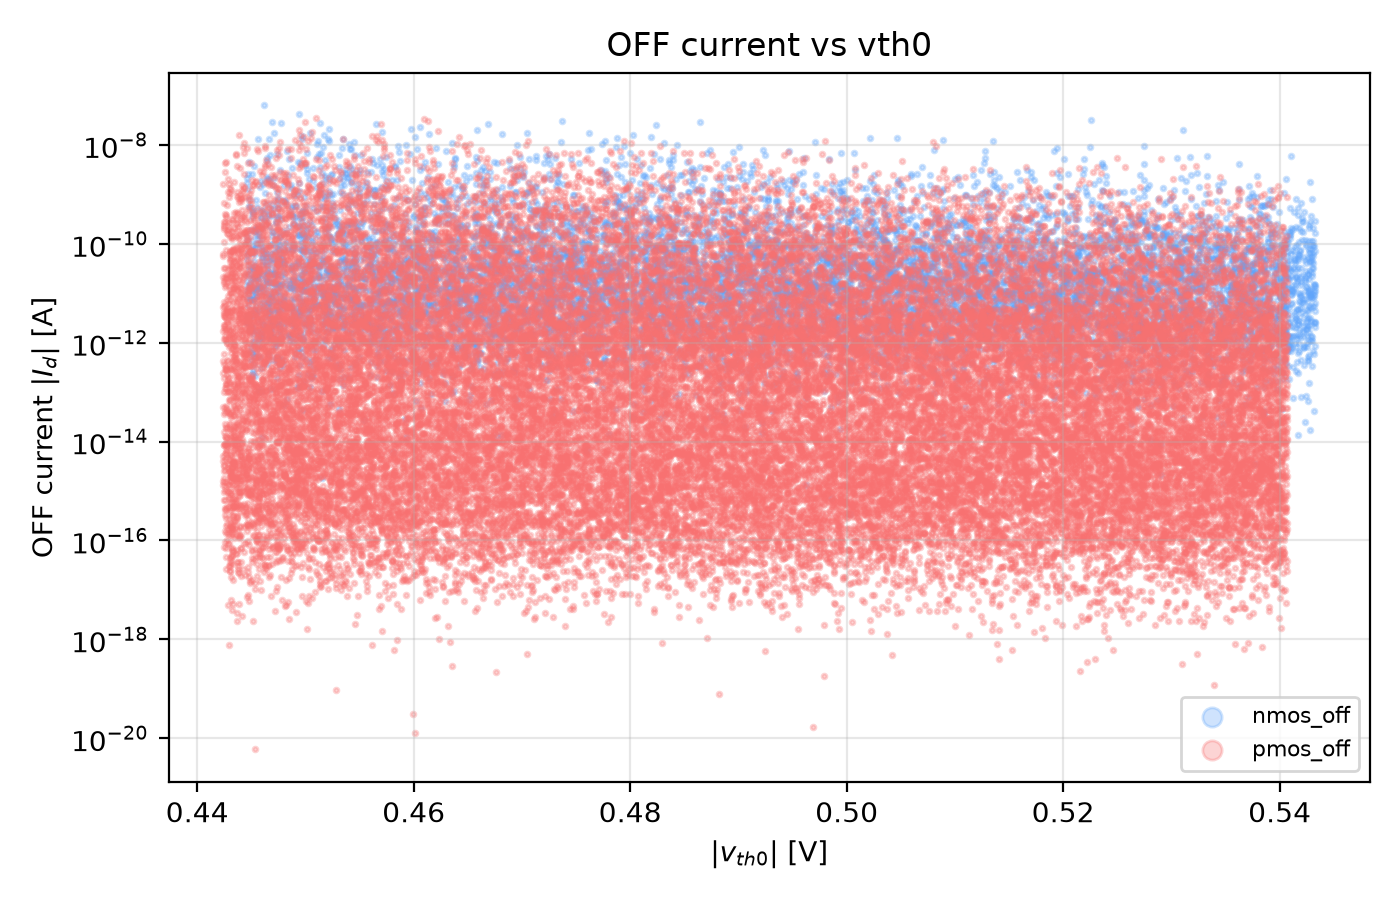 OFF current vs vth0
OFF current |I_d| [A]
10^-8
10^-10
10^-12
10^-14
10^-16
10^-18
10^-20
0.44 0.46 0.48 0.50 0.52 0.54
|v_th0| [V]
nmos_off
pmos_off